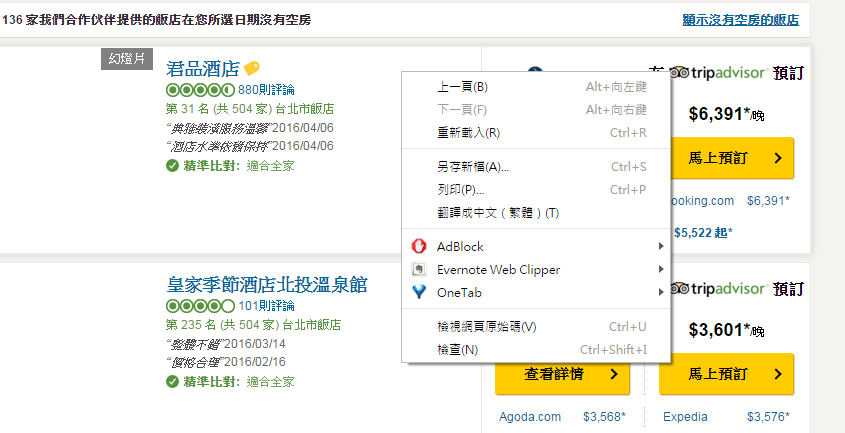 136 家我們合作伙伴提供的飯店在您所選日期沒有空房
顯示沒有空房的飯店
幻燈片
君品酒店
880則評論
第 31 名 (共 504 家) 台北市飯店
“典雅裝潢服務溫馨”2016/04/06
“酒店水準依舊保持”2016/04/06
精準比對: 適合全家
tripadvisor 預訂
$6,391*/晚
馬上預訂
ooking.com $6,391*
$5,522 起*
上一頁(B) Alt+向左鍵
下一頁(F) Alt+向右鍵
重新載入(R) Ctrl+R
另存新檔(A)... Ctrl+S
列印(P)... Ctrl+P
翻譯成中文 ( 繁體 ) (T)
AdBlock
Evernote Web Clipper
OneTab
檢視網頁原始碼(V) Ctrl+U
檢查(N) Ctrl+Shift+I
皇家季節酒店北投溫泉館
101則評論
第 235 名 (共 504 家) 台北市飯店
“整體不錯”2016/03/14
“價格合理”2016/02/16
精準比對: 適合全家
tripadvisor 預訂
$3,601*/晚
查看詳情
馬上預訂
Agoda.com $3,568*
Expedia $3,576*